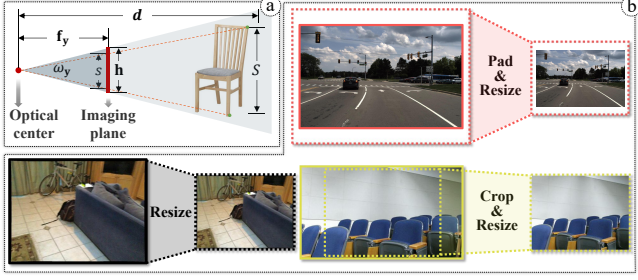 d
a
f_y
ω_y
s
h
S
Optical
center
Imaging
plane
b
Pad
&
Resize
Resize
Crop
&
Resize